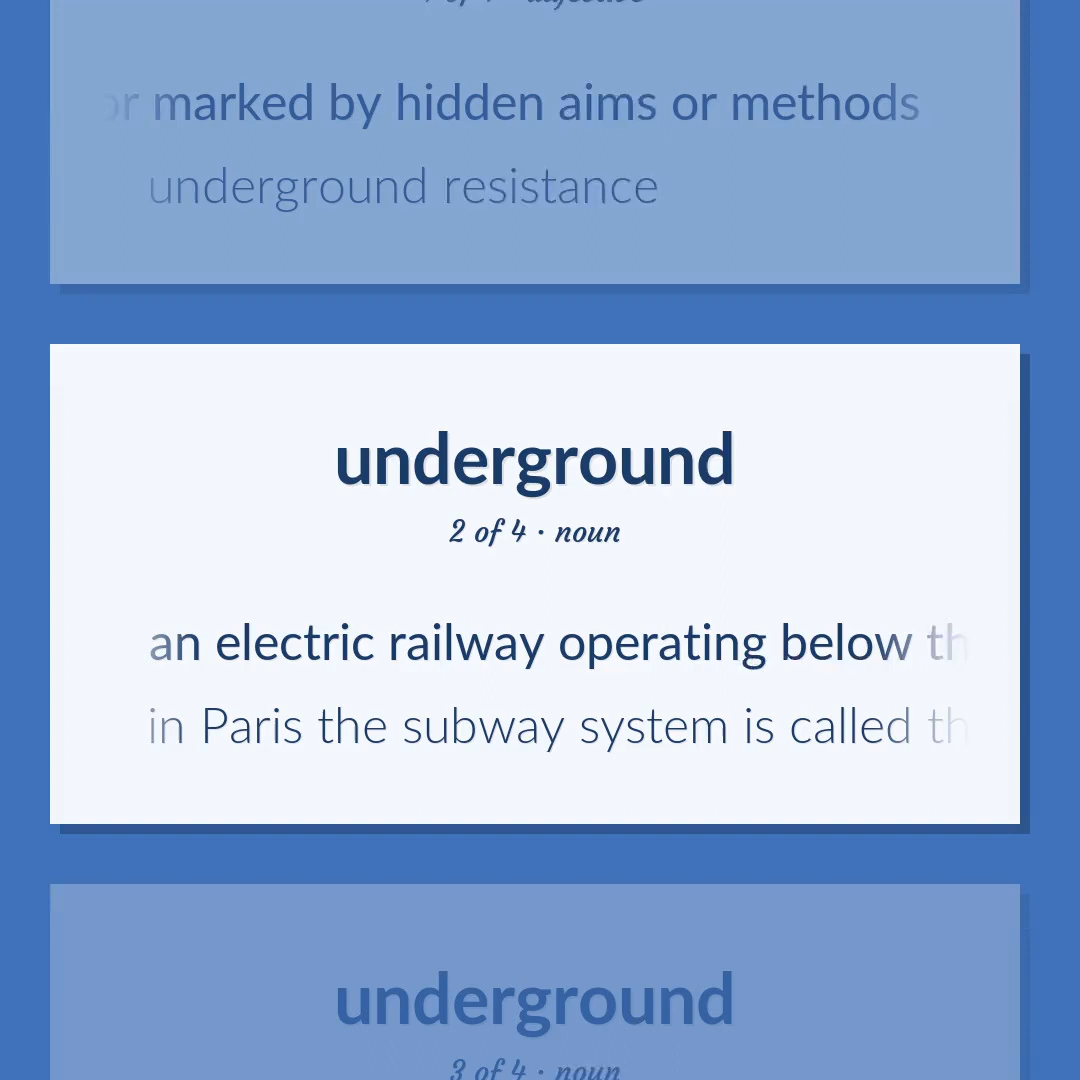 marked by hidden aims or methods
underground resistance
underground
2 of 4 · noun
an electric railway operating below
in Paris the subway system is called
underground
3 of 4 · noun